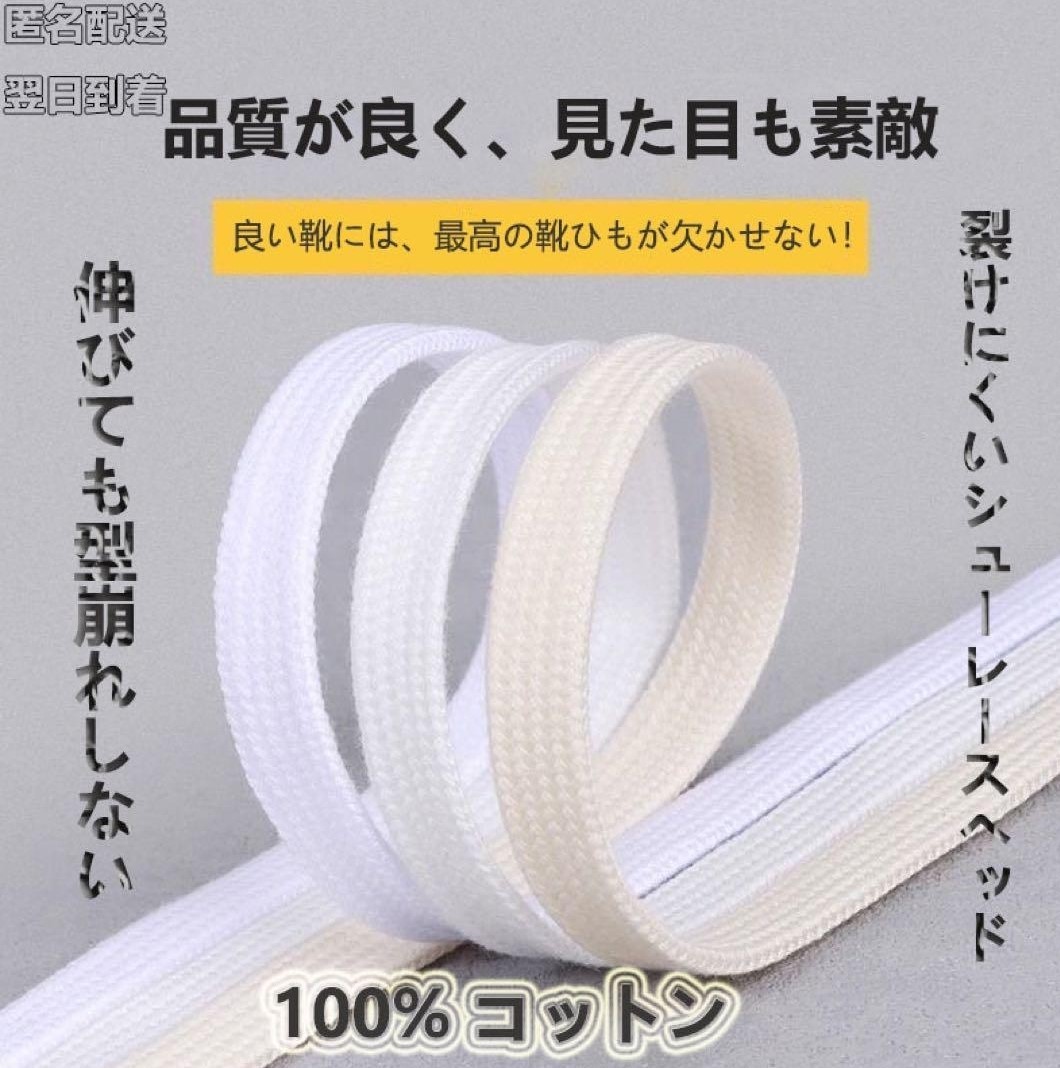 匿名配送
翌日到着
品質が良く、見た目も素敵
良い靴には、最高の靴ひもが欠かせない!
裂けにくいシューレースヘッド
伸びても型崩れしない
100% コットン